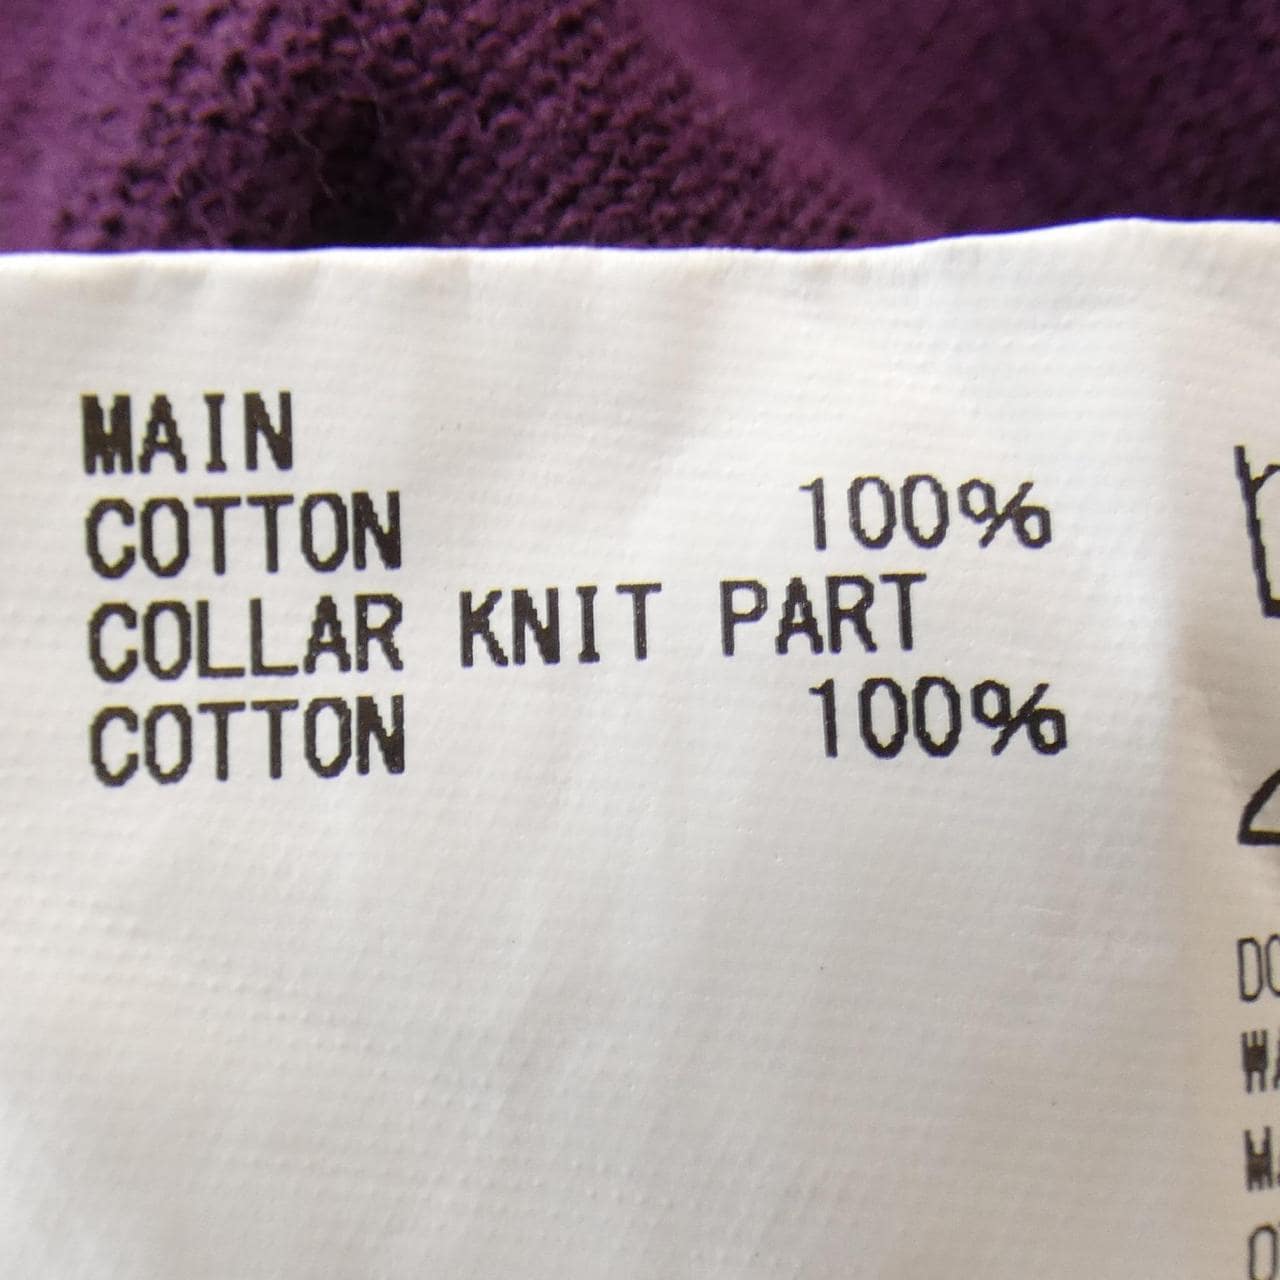 MAIN
COTTON 100%
COLLAR KNIT PART
COTTON 100%